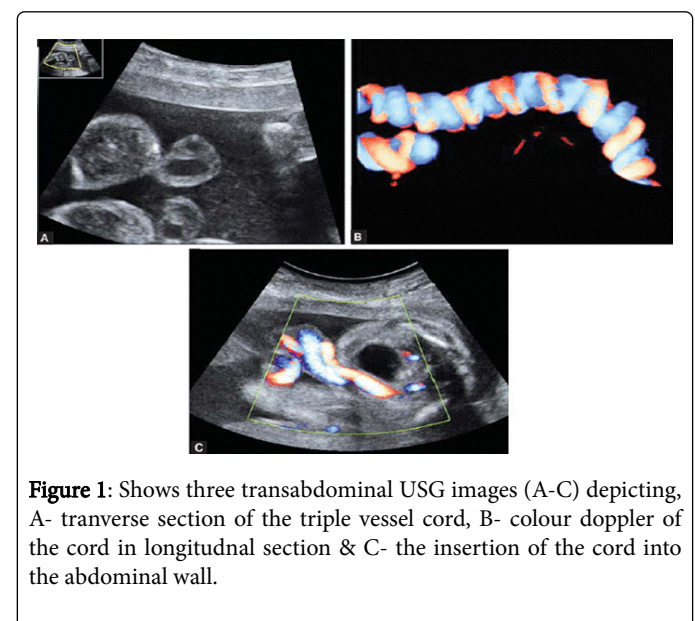 A
B
C
Figure 1: Shows three transabdominal USG images (A-C) depicting,
A- tranverse section of the triple vessel cord, B- colour doppler of
the cord in longitudnal section & C- the insertion of the cord into
the abdominal wall.